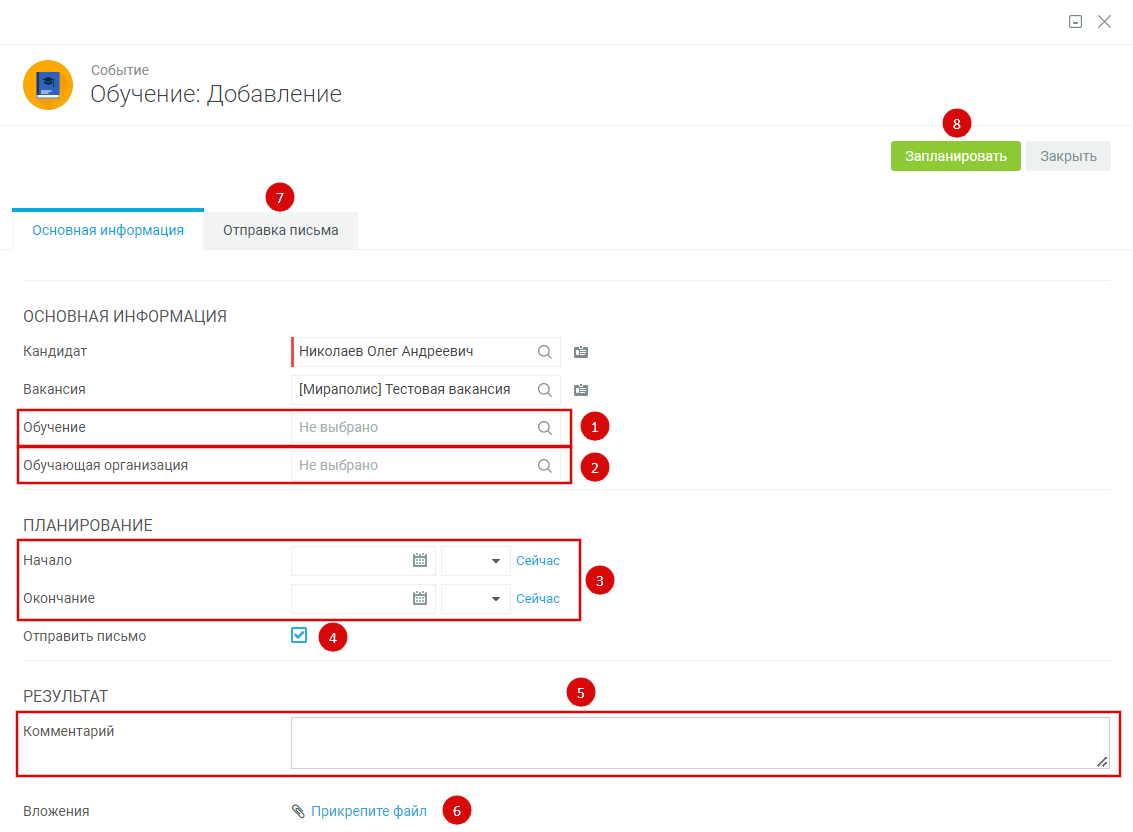 Событие
Обучение: Добавление
8
Запланировать Закрыть
7
Основная информация Отправка письма
ОСНОВНАЯ ИНФОРМАЦИЯ
Кандидат Николаев Олег Андреевич
Вакансия [Мираполис] Тестовая вакансия
Обучение Не выбрано 1
Обучающая организация Не выбрано 2
ПЛАНИРОВАНИЕ
Начало Сейчас
3
Окончание Сейчас
Отправить письмо 4
РЕЗУЛЬТАТ 5
Комментарий
Вложения Прикрепите файл 6